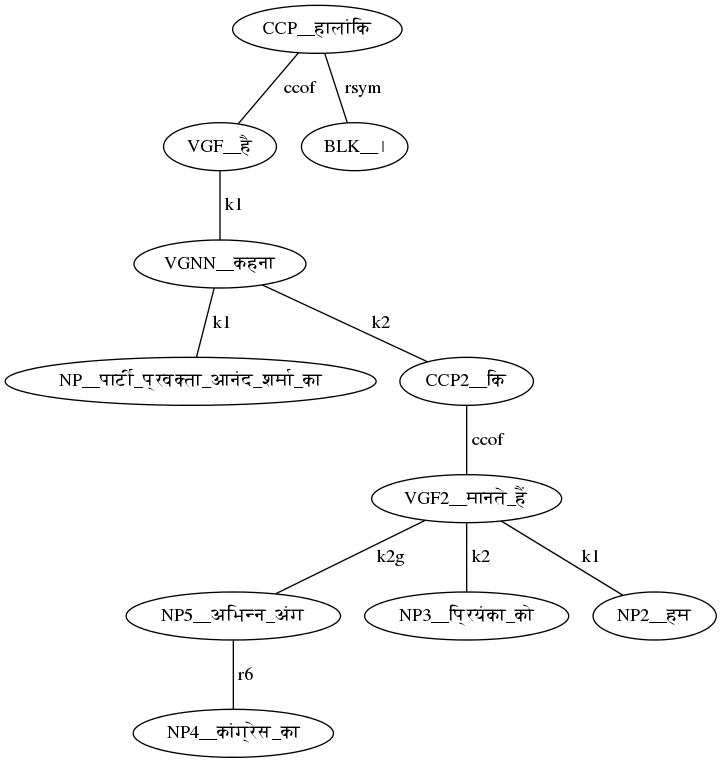 CCP__हालांकि
ccof rsym
VGF__है BLK__।
k1
VGNN__कहना
k1 k2
NP__पार्टी_प्रवक्ता_आनंद_शर्मा_का CCP2__कि
ccof
VGF2__मानते_हैं
k2g k2 k1
NP5__अभिन्न_अंग NP3__प्रियंका_को NP2__हम
r6
NP4__कांग्रेस_का